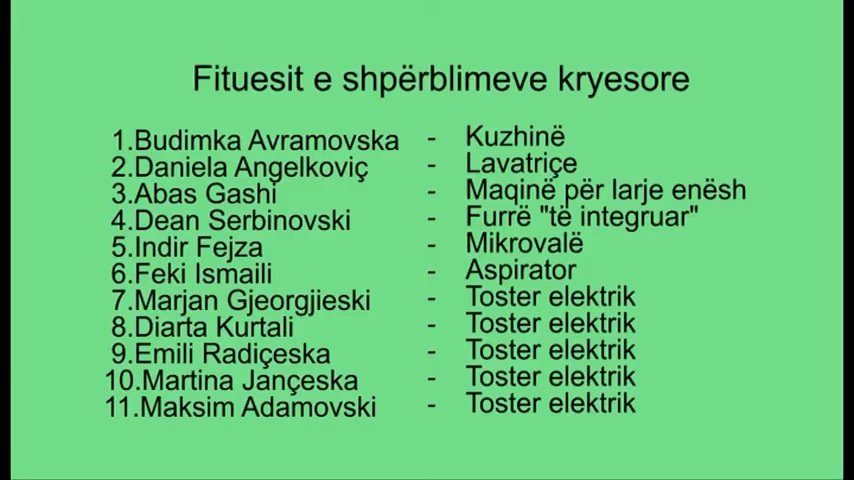 Fituesit e shpërblimeve kryesore
1.Budimka Avramovska - Kuzhinë
2.Daniela Angelkoviç - Lavatriçe
3.Abas Gashi - Maqinë për larje enësh
4.Dean Serbinovski - Furrë "të integruar"
5.Indir Fejza - Mikrovalë
6.Feki Ismaili - Aspirator
7.Marjan Gjeorgjieski - Toster elektrik
8.Diarta Kurtali - Toster elektrik
9.Emili Radiçeska - Toster elektrik
10.Martina Jançeska - Toster elektrik
11.Maksim Adamovski - Toster elektrik